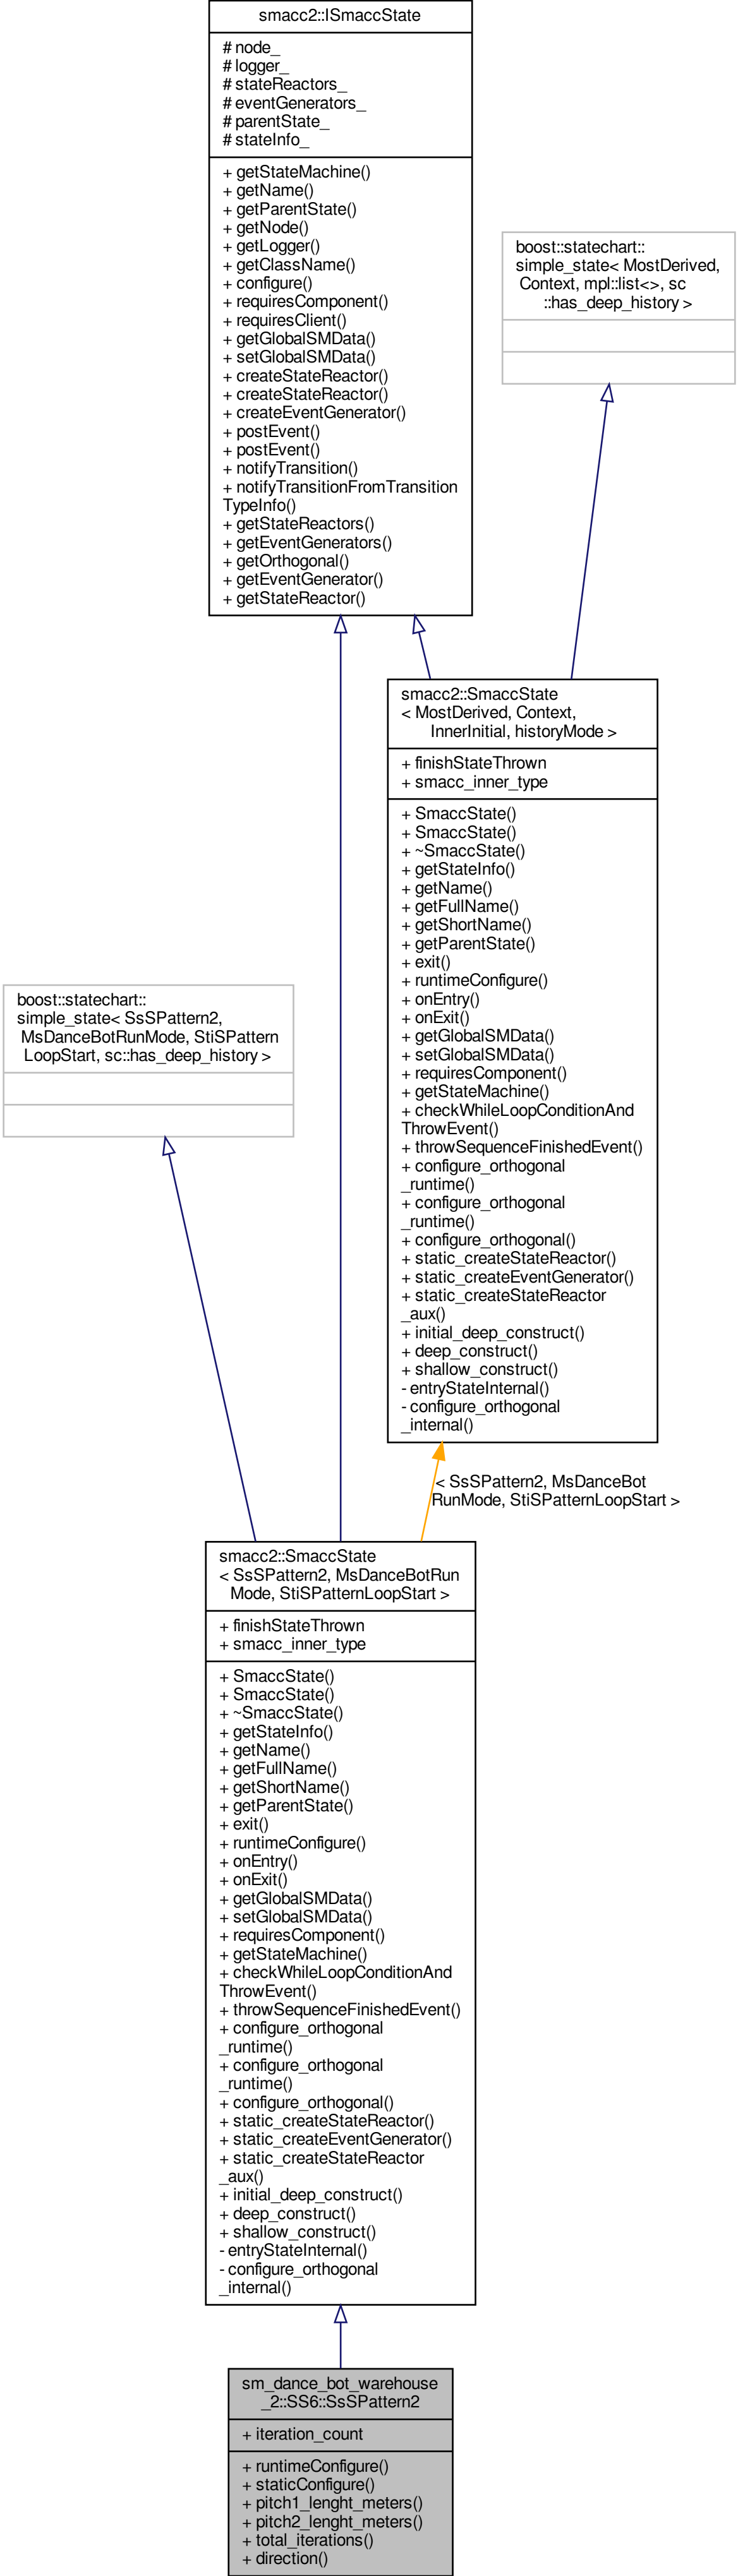 smacc2::ISmaccState
# node_
# logger_
# stateReactors_
# eventGenerators_
# parentState_
# stateInfo_
+ getStateMachine()
+ getName()
+ getParentState()
+ getNode()
+ getLogger()
+ getClassName()
+ configure()
+ requiresComponent()
+ requiresClient()
+ getGlobalSMData()
+ setGlobalSMData()
+ createStateReactor()
+ createStateReactor()
+ createEventGenerator()
+ postEvent()
+ postEvent()
+ notifyTransition()
+ notifyTransitionFromTransition
TypeInfo()
+ getStateReactors()
+ getEventGenerators()
+ getOrthogonal()
+ getEventGenerator()
+ getStateReactor()
boost::statechart::
simple_state< MostDerived,
Context, mpl::list<>, sc
::has_deep_history >
smacc2::SmaccState
< MostDerived, Context,
InnerInitial, historyMode >
+ finishStateThrown
+ smacc_inner_type
+ SmaccState()
+ SmaccState()
+ ~SmaccState()
+ getStateInfo()
+ getName()
+ getFullName()
+ getShortName()
+ getParentState()
+ exit()
+ runtimeConfigure()
+ onEntry()
+ onExit()
+ getGlobalSMData()
+ setGlobalSMData()
+ requiresComponent()
+ getStateMachine()
+ checkWhileLoopConditionAnd
ThrowEvent()
+ throwSequenceFinishedEvent()
+ configure_orthogonal
_runtime()
+ configure_orthogonal
_runtime()
+ configure_orthogonal()
+ static_createStateReactor()
+ static_createEventGenerator()
+ static_createStateReactor
_aux()
+ initial_deep_construct()
+ deep_construct()
+ shallow_construct()
- entryStateInternal()
- configure_orthogonal
_internal()
boost::statechart::
simple_state< SsSPattern2,
MsDanceBotRunMode, StiSPattern
LoopStart, sc::has_deep_history >
< SsSPattern2, MsDanceBot
RunMode, StiSPatternLoopStart >
smacc2::SmaccState
< SsSPattern2, MsDanceBotRun
Mode, StiSPatternLoopStart >
+ finishStateThrown
+ smacc_inner_type
+ SmaccState()
+ SmaccState()
+ ~SmaccState()
+ getStateInfo()
+ getName()
+ getFullName()
+ getShortName()
+ getParentState()
+ exit()
+ runtimeConfigure()
+ onEntry()
+ onExit()
+ getGlobalSMData()
+ setGlobalSMData()
+ requiresComponent()
+ getStateMachine()
+ checkWhileLoopConditionAnd
ThrowEvent()
+ throwSequenceFinishedEvent()
+ configure_orthogonal
_runtime()
+ configure_orthogonal
_runtime()
+ configure_orthogonal()
+ static_createStateReactor()
+ static_createEventGenerator()
+ static_createStateReactor
_aux()
+ initial_deep_construct()
+ deep_construct()
+ shallow_construct()
- entryStateInternal()
- configure_orthogonal
_internal()
sm_dance_bot_warehouse
_2::SS6::SsSPattern2
+ iteration_count
+ runtimeConfigure()
+ staticConfigure()
+ pitch1_lenght_meters()
+ pitch2_lenght_meters()
+ total_iterations()
+ direction()